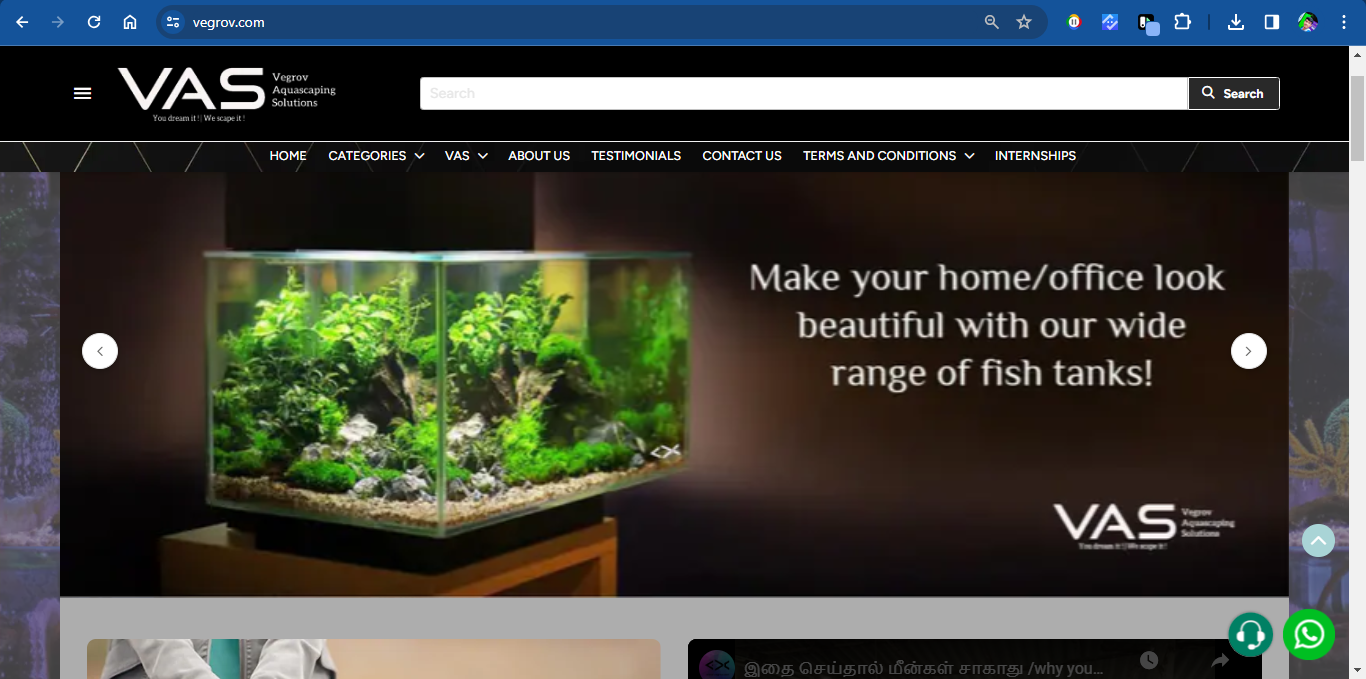 vegrov.com
VAS
Vegrov
Aquascaping
Solutions
You dream it ! | We scape it !
Search
Search
HOME CATEGORIES VAS ABOUT US TESTIMONIALS CONTACT US TERMS AND CONDITIONS INTERNSHIPS
Make your home/office look
beautiful with our wide
range of fish tanks!
VAS
Vegrov
Aquascaping
Solutions
You dream it ! | We scape it !
இதை செய்தால் மீன்கள் சாகாது /why you...